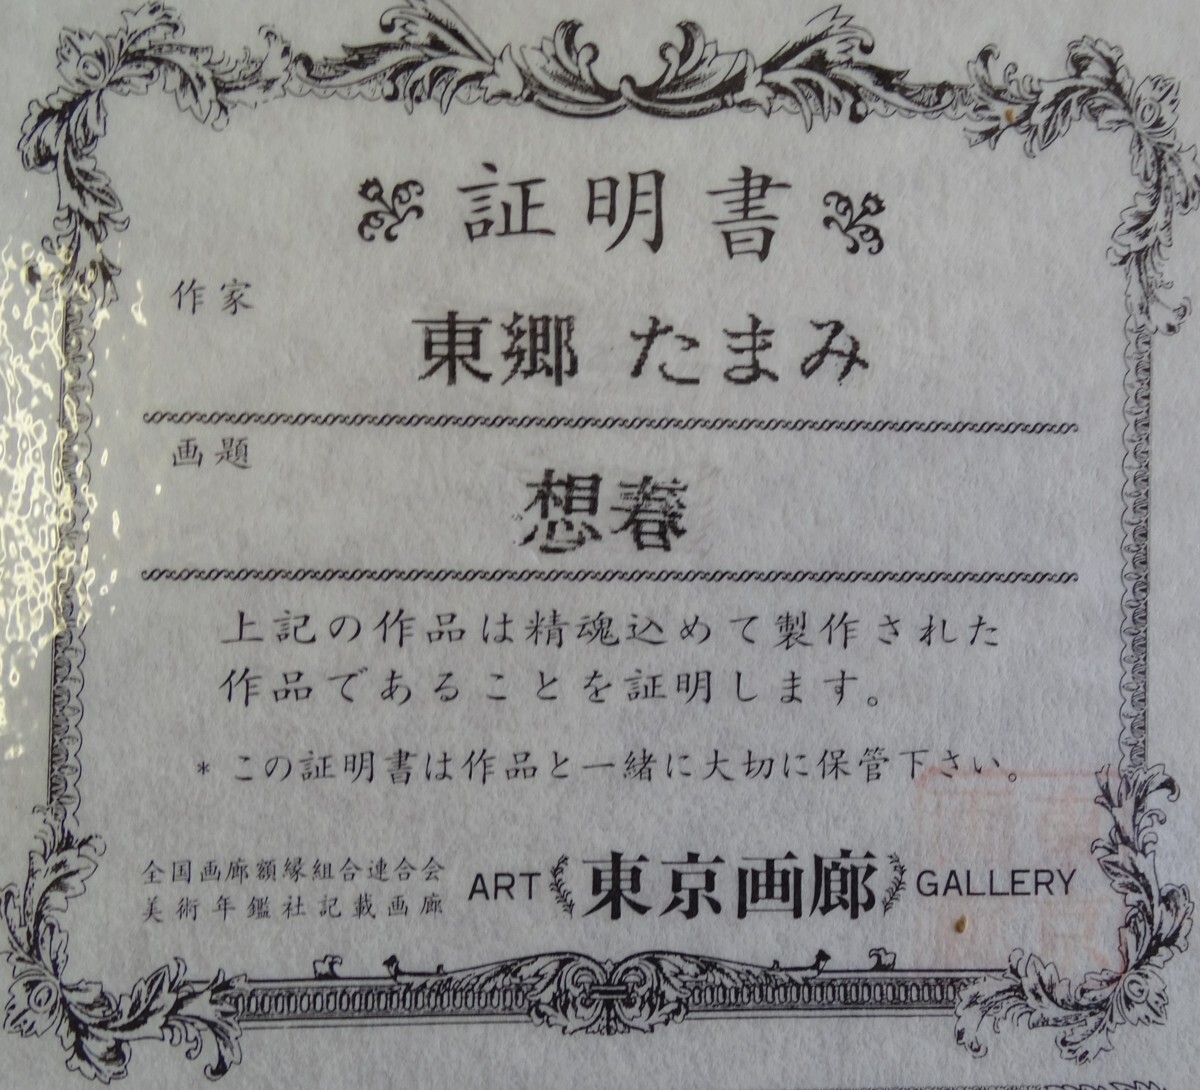 証明書
作家
東郷 たまみ
画題
想春
上記の作品は精魂込めて製作された
作品であることを証明します。
* この証明書は作品と一緒に大切に保管下さい。
全国画廊額縁組合連合会
美術年鑑社記載画廊
ART 東京画廊 GALLERY